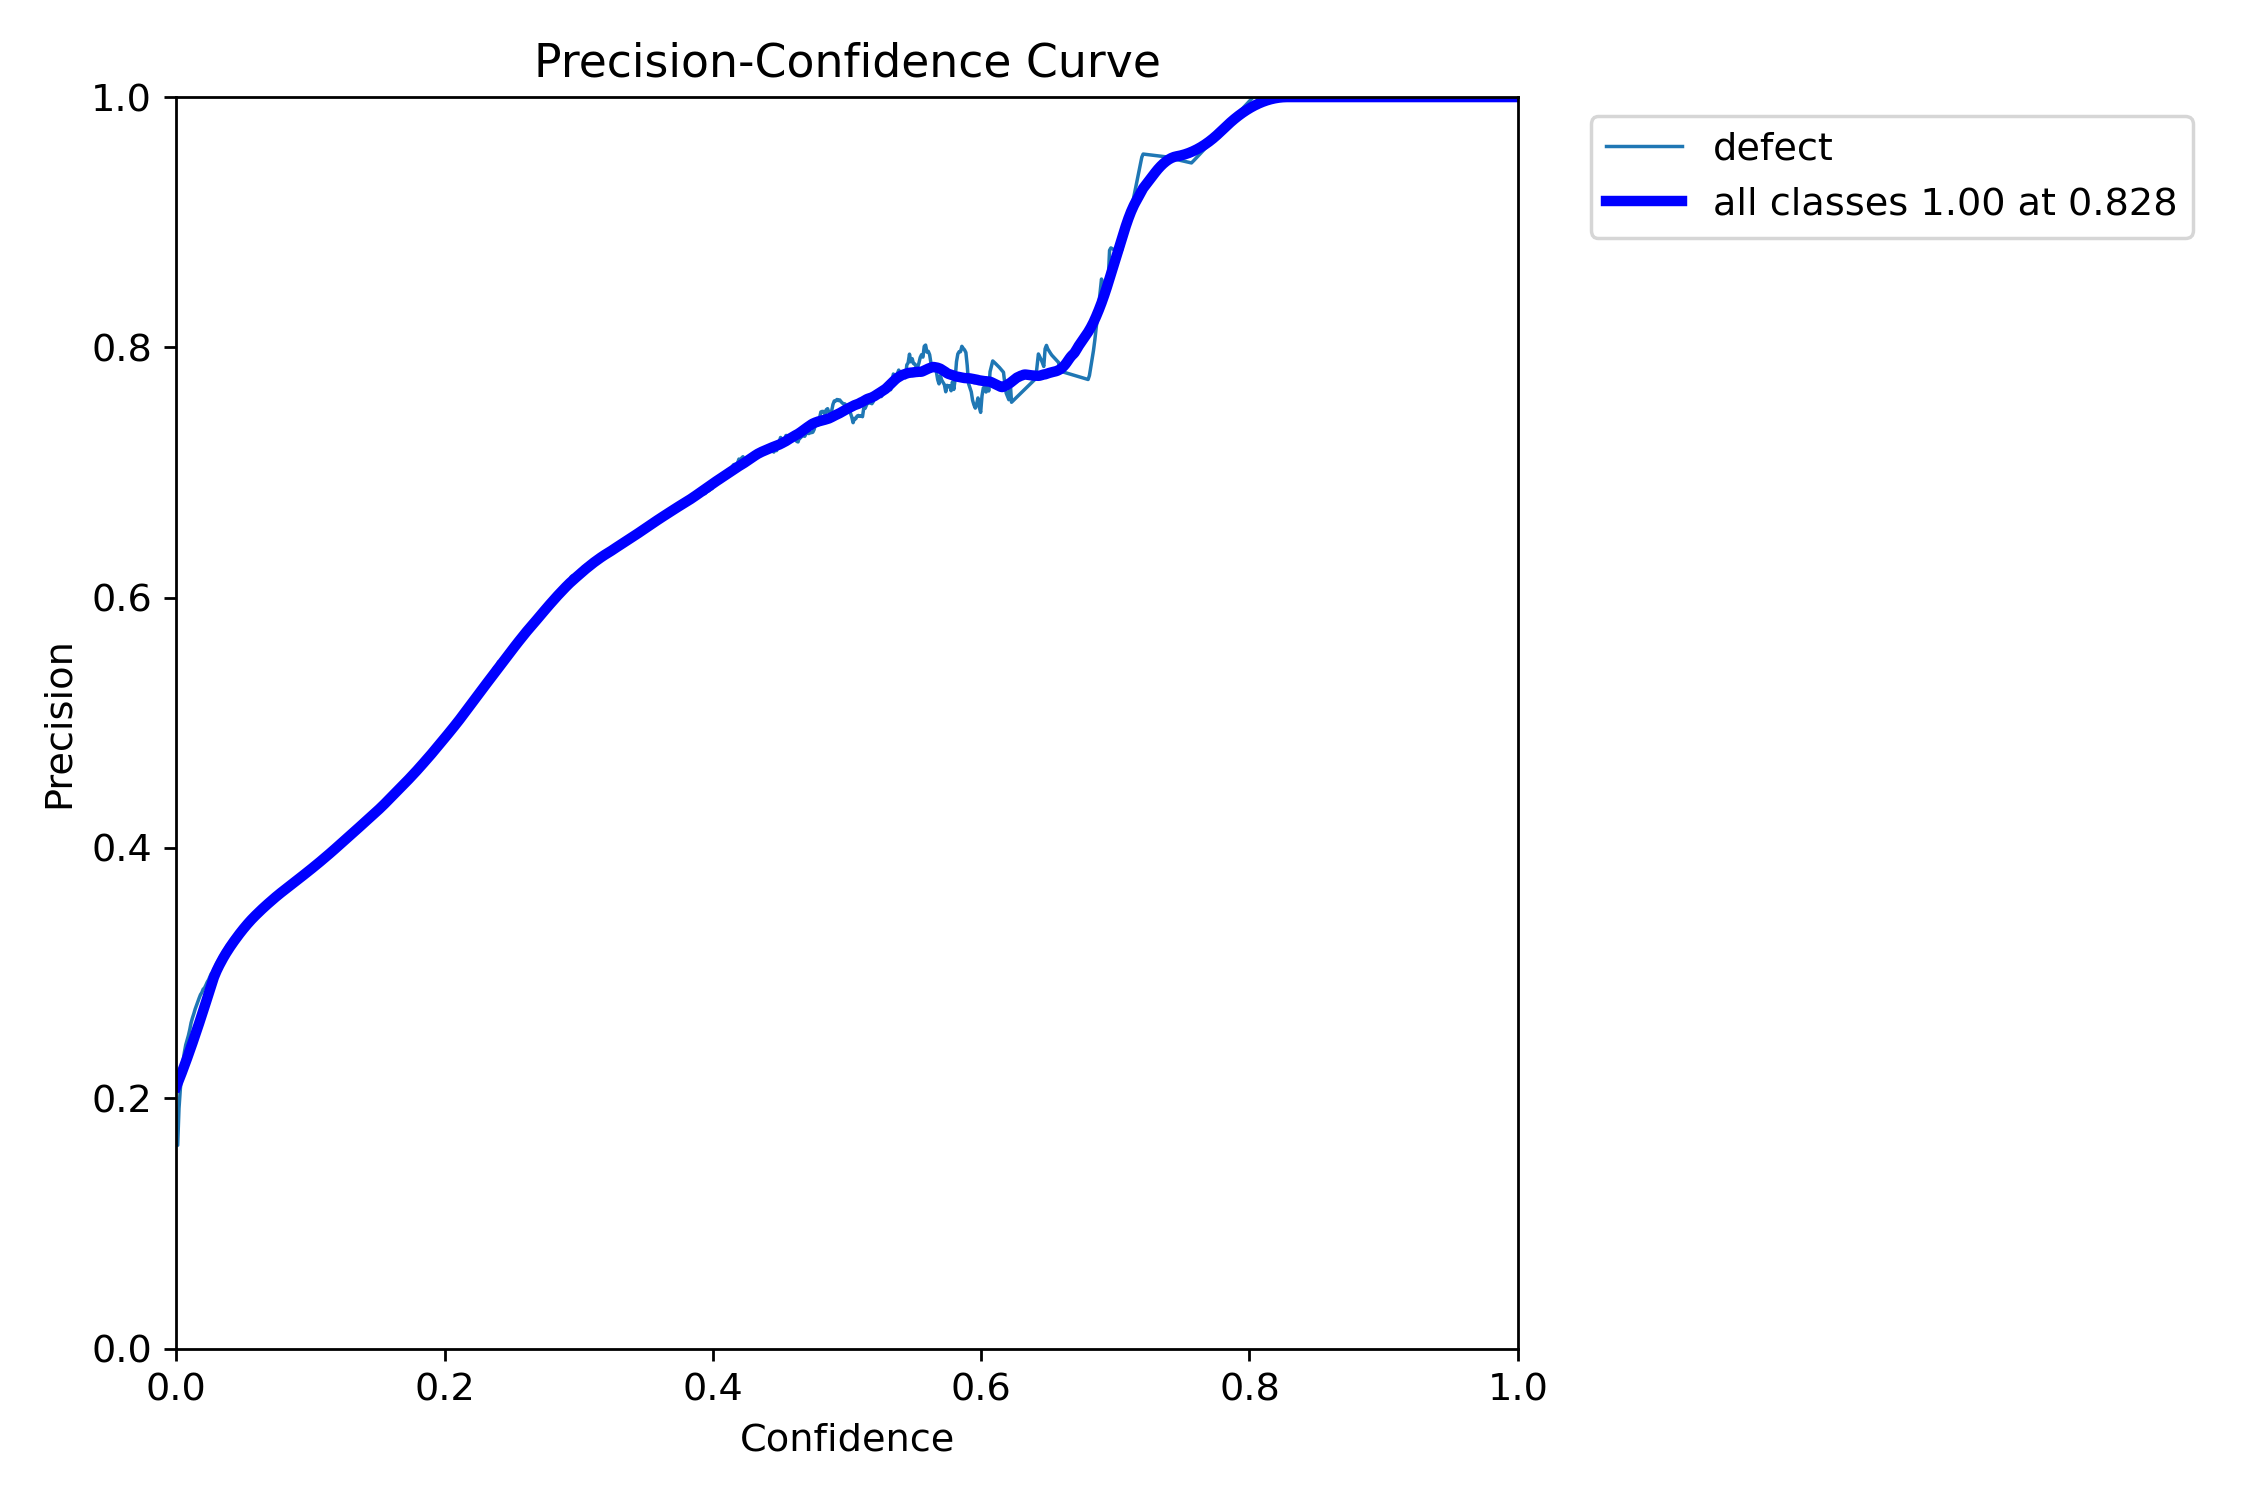 Precision-Confidence Curve
1.0
0.8
0.6
0.4
0.2
0.0
Precision
0.0 0.2 0.4 0.6 0.8 1.0
Confidence
defect
all classes 1.00 at 0.828